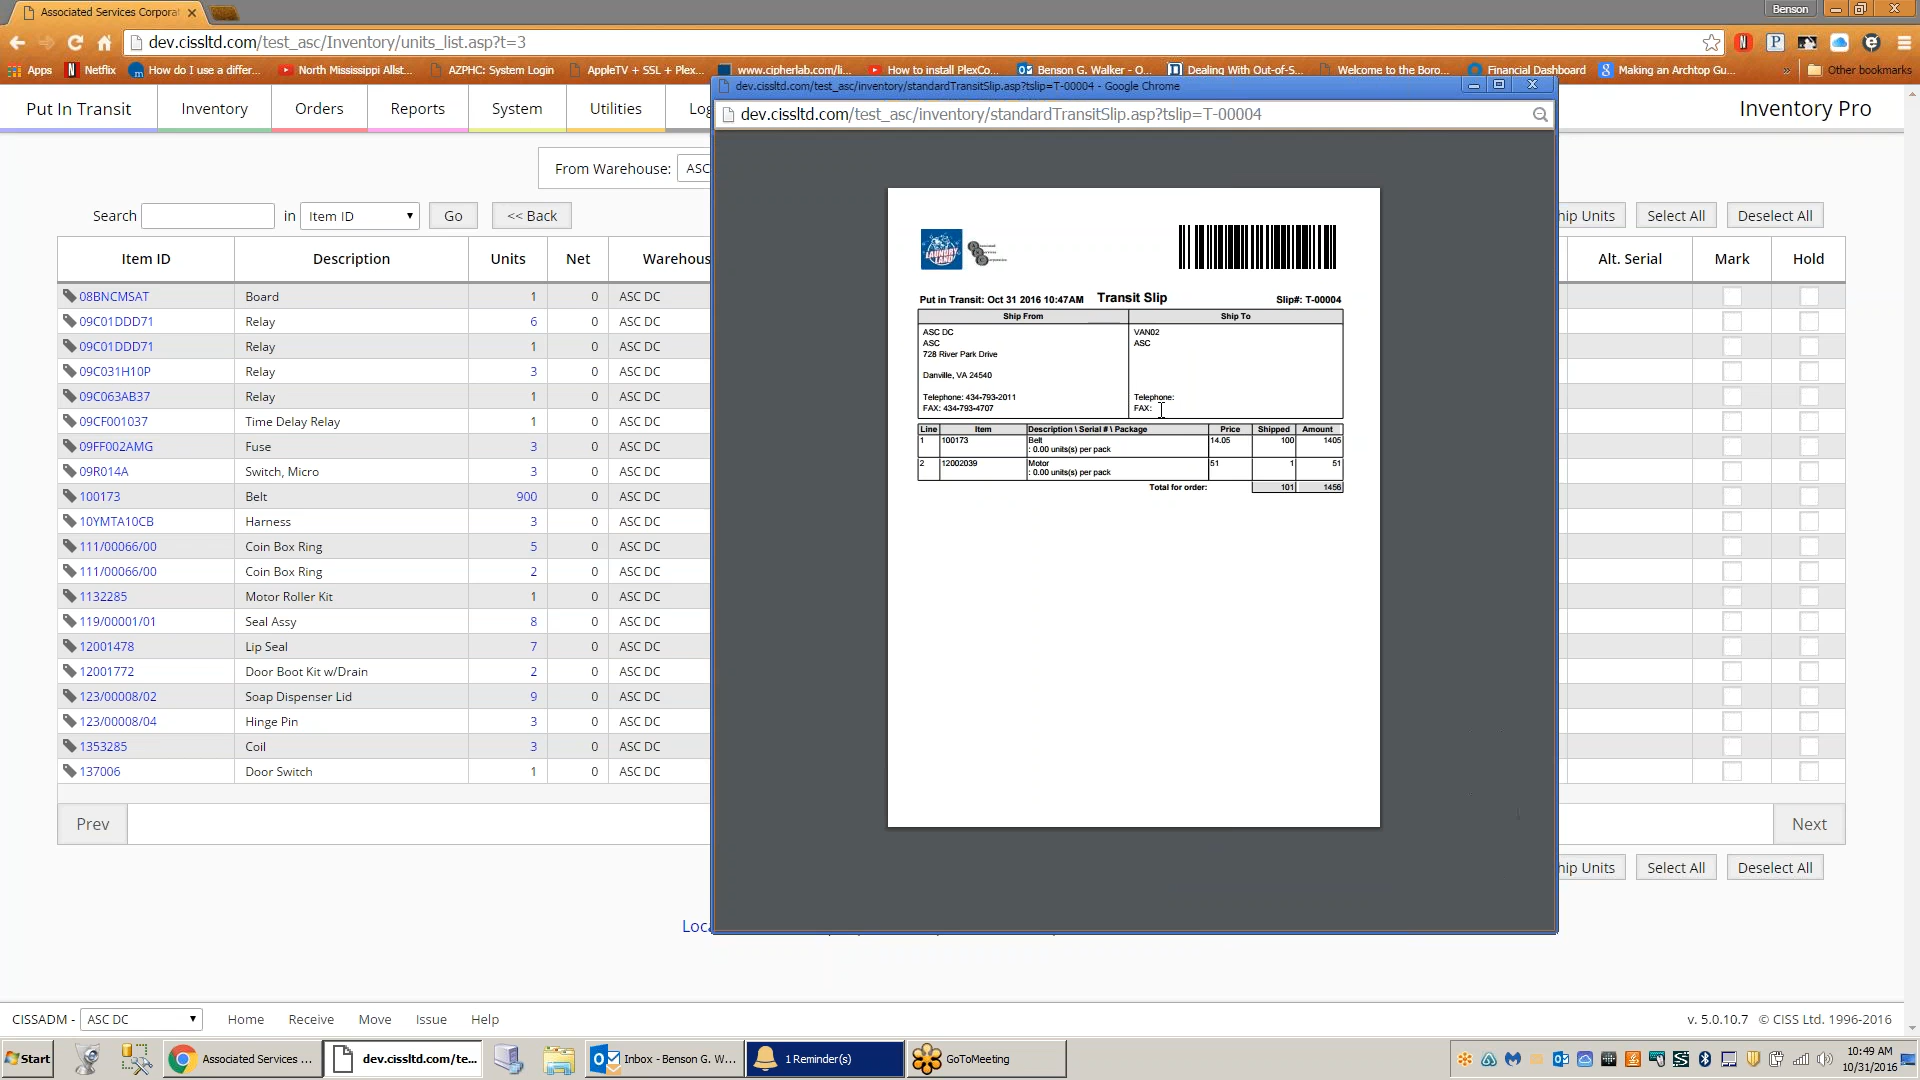 Associated Services Corporat
Benson
dev.cissltd.com/test_asc/Inventory/units_list.asp?t=3
Apps
Netflix
How do I use a differ...
North Mississippi Allst...
AZPHC: System Login
AppleTV + SSL + Plex...
www.cipherlab.com/li...
How to install PlexCo...
Benson G. Walker - O...
Dealing With Out-of-S...
Welcome to the Boro...
Financial Dashboard
Making an Archtop Gu...
»
Other bookmarks
dev.cissltd.com/test_asc/inventory/standardTransitSlip.asp?tslip=T-00004 - Google Chrome
dev.cissltd.com/test_asc/inventory/standardTransitSlip.asp?tslip=T-00004
Put In Transit
Inventory
Orders
Reports
System
Utilities
Log
Inventory Pro
From Warehouse: ASC
Search in Item ID Go << Back
hip Units Select All Deselect All
Item ID Description Units Net Warehous Alt. Serial Mark Hold
08BNCMSAT Board 1 0 ASC DC
09C01DDD71 Relay 6 0 ASC DC
09C01DDD71 Relay 1 0 ASC DC
09C031H10P Relay 3 0 ASC DC
09C063AB37 Relay 1 0 ASC DC
09CF001037 Time Delay Relay 1 0 ASC DC
09FF002AMG Fuse 3 0 ASC DC
09R014A Switch, Micro 3 0 ASC DC
100173 Belt 900 0 ASC DC
10YMTA10CB Harness 3 0 ASC DC
111/00066/00 Coin Box Ring 5 0 ASC DC
111/00066/00 Coin Box Ring 2 0 ASC DC
1132285 Motor Roller Kit 1 0 ASC DC
119/00001/01 Seal Assy 8 0 ASC DC
12001478 Lip Seal 7 0 ASC DC
12001772 Door Boot Kit w/Drain 2 0 ASC DC
123/00008/02 Soap Dispenser Lid 9 0 ASC DC
123/00008/04 Hinge Pin 3 0 ASC DC
1353285 Coil 3 0 ASC DC
137006 Door Switch 1 0 ASC DC
Prev
Next
hip Units Select All Deselect All
Loc
LAUNDRY
LAND
Put in Transit: Oct 31 2016 10:47AM Transit Slip Slip#: T-00004
Ship From Ship To
ASC DC VAN02
ASC ASC
728 River Park Drive
Danville, VA 24540
Telephone: 434-793-2011 Telephone:
FAX: 434-793-4707 FAX:
Line Item Description \ Serial # \ Package Price Shipped Amount
1 100173 Belt 14.05 100 1405
: 0.00 units(s) per pack
2 12002039 Motor 51 1 51
: 0.00 units(s) per pack
Total for order: 101 1456
CISSADM - ASC DC Home Receive Move Issue Help
v. 5.0.10.7 © CISS Ltd. 1996-2016
Start
Associated Services ...
dev.cissltd.com/te...
Inbox - Benson G. W...
1 Reminder(s)
GoToMeeting
10:49 AM
10/31/2016